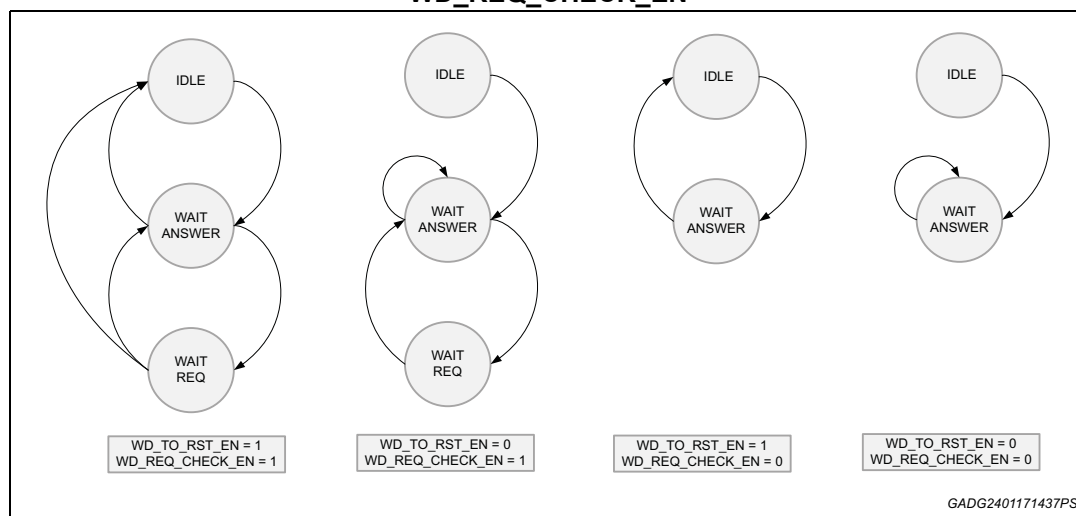 WD_REQ_CHECK_EN
IDLE
IDLE
IDLE
IDLE
WAIT
ANSWER
WAIT
ANSWER
WAIT
ANSWER
WAIT
ANSWER
WAIT
REQ
WAIT
REQ
WD_TO_RST_EN = 1
WD_REQ_CHECK_EN = 1
WD_TO_RST_EN = 0
WD_REQ_CHECK_EN = 1
WD_TO_RST_EN = 1
WD_REQ_CHECK_EN = 0
WD_TO_RST_EN = 0
WD_REQ_CHECK_EN = 0
GADG2401171437PS